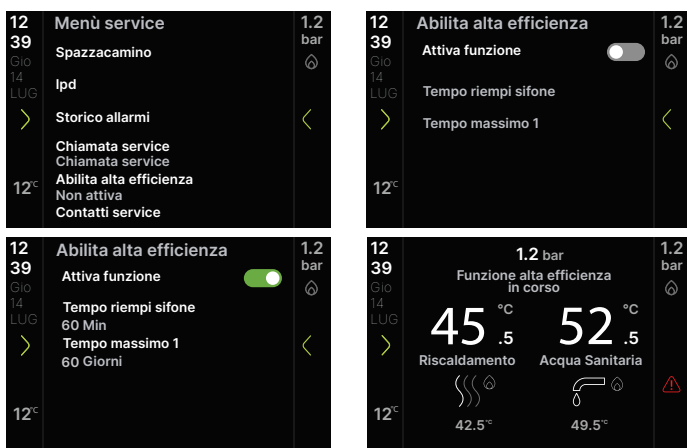 12
39
Gio
14
LUG
12°C
Menù service
Spazzacamino
Ipd
Storico allarmi
Chiamata service
Chiamata service
Abilita alta efficienza
Non attiva
Contatti service
1.2
bar
12
39
Gio
14
LUG
12°C
Abilita alta efficienza
Attiva funzione
Tempo riempi sifone
Tempo massimo 1
1.2
bar
12
39
Gio
14
LUG
12°C
Abilita alta efficienza
Attiva funzione
Tempo riempi sifone
60 Min
Tempo massimo 1
60 Giorni
1.2
bar
12
39
Gio
14
LUG
12°C
1.2 bar
Funzione alta efficienza
in corso
45.5 °C 52.5 °C
Riscaldamento Acqua Sanitaria
42.5°C 49.5°C
1.2
bar